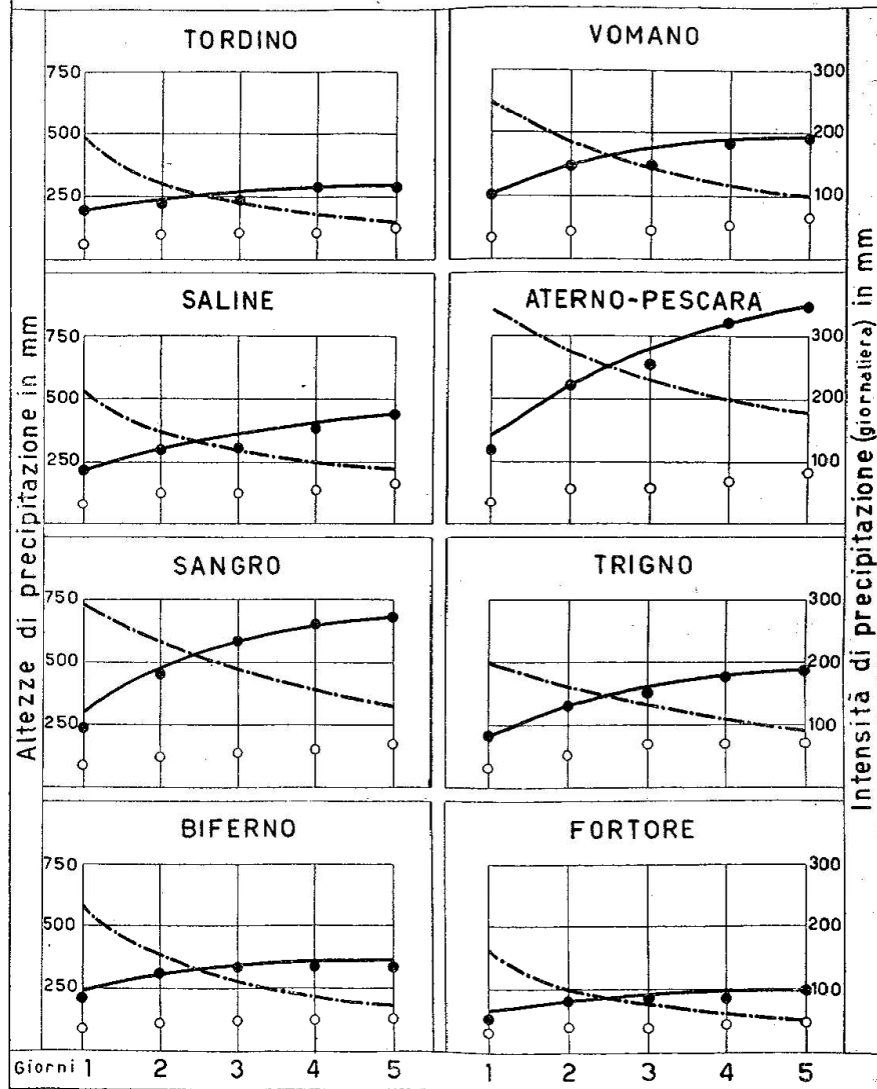 TORDINO
VOMANO
750
500
250
300
200
100
SALINE
ATERNO-PESCARA
750
500
250
300
200
100
SANGRO
TRIGNO
750
500
250
300
200
100
BIFERNO
FORTORE
750
500
250
300
200
100
Giorni 1 2 3 4 5
1 2 3 4 5
Altezze di precipitazione in mm
Intensità di precipitazione (giornaliera) in mm